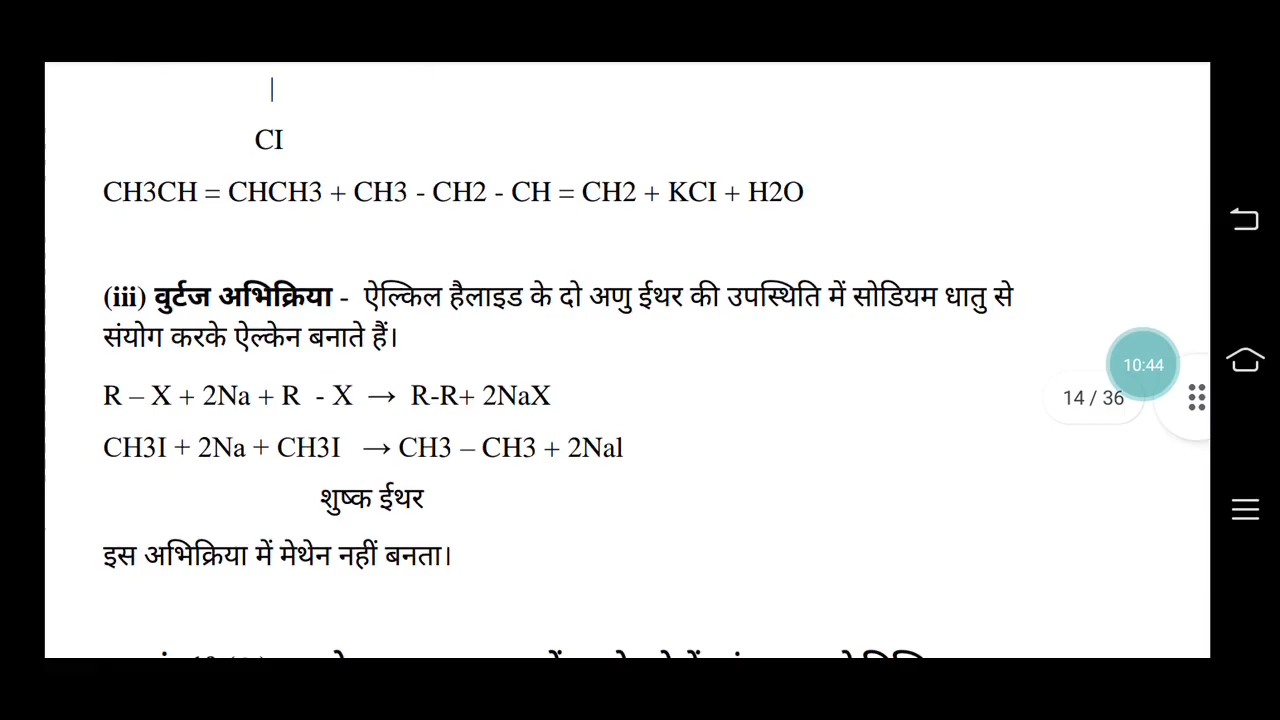 |
CI
CH3CH = CHCH3 + CH3 - CH2 - CH = CH2 + KCI + H2O
(iii) वुर्टज अभिक्रिया - ऐल्किल हैलाइड के दो अणु ईथर की उपस्थिति में सोडियम धातु से
संयोग करके ऐल्केन बनाते हैं।
R – X + 2Na + R - X → R-R+ 2NaX
CH3I + 2Na + CH3I → CH3 – CH3 + 2Nal
शुष्क ईथर
इस अभिक्रिया में मेथेन नहीं बनता।
10:44
14 / 36